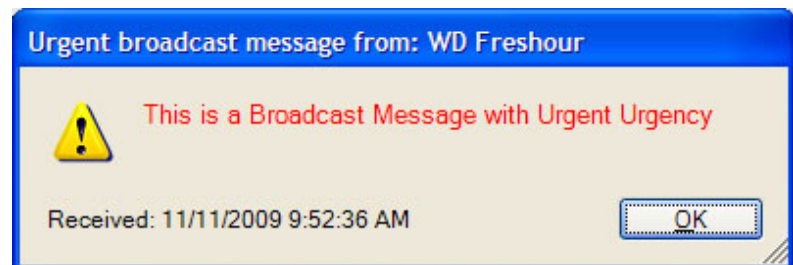 Urgent broadcast message from: WD Freshour
This is a Broadcast Message with Urgent Urgency
Received: 11/11/2009 9:52:36 AM
OK